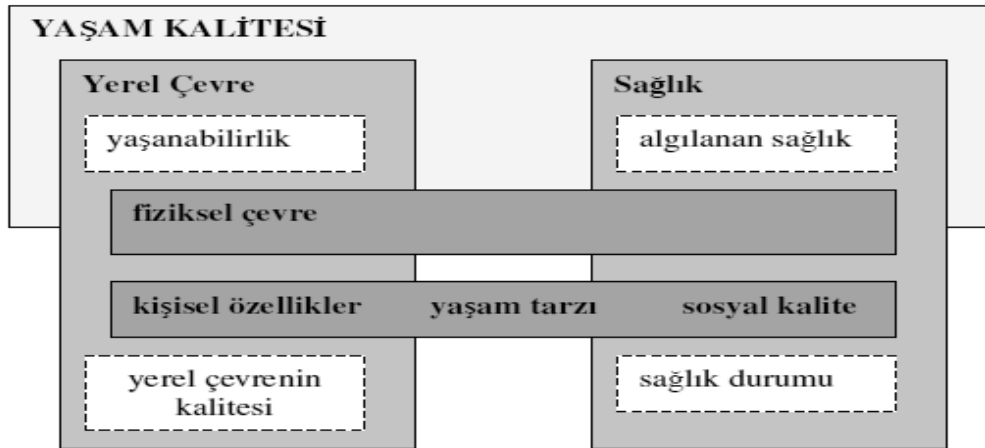 YAŞAM KALİTESİ
Yerel Çevre
Sağlık
yaşanabilirlik
algılanan sağlık
fiziksel çevre
kişisel özellikler yaşam tarzı sosyal kalite
yerel çevrenin
kalitesi
sağlık durumu